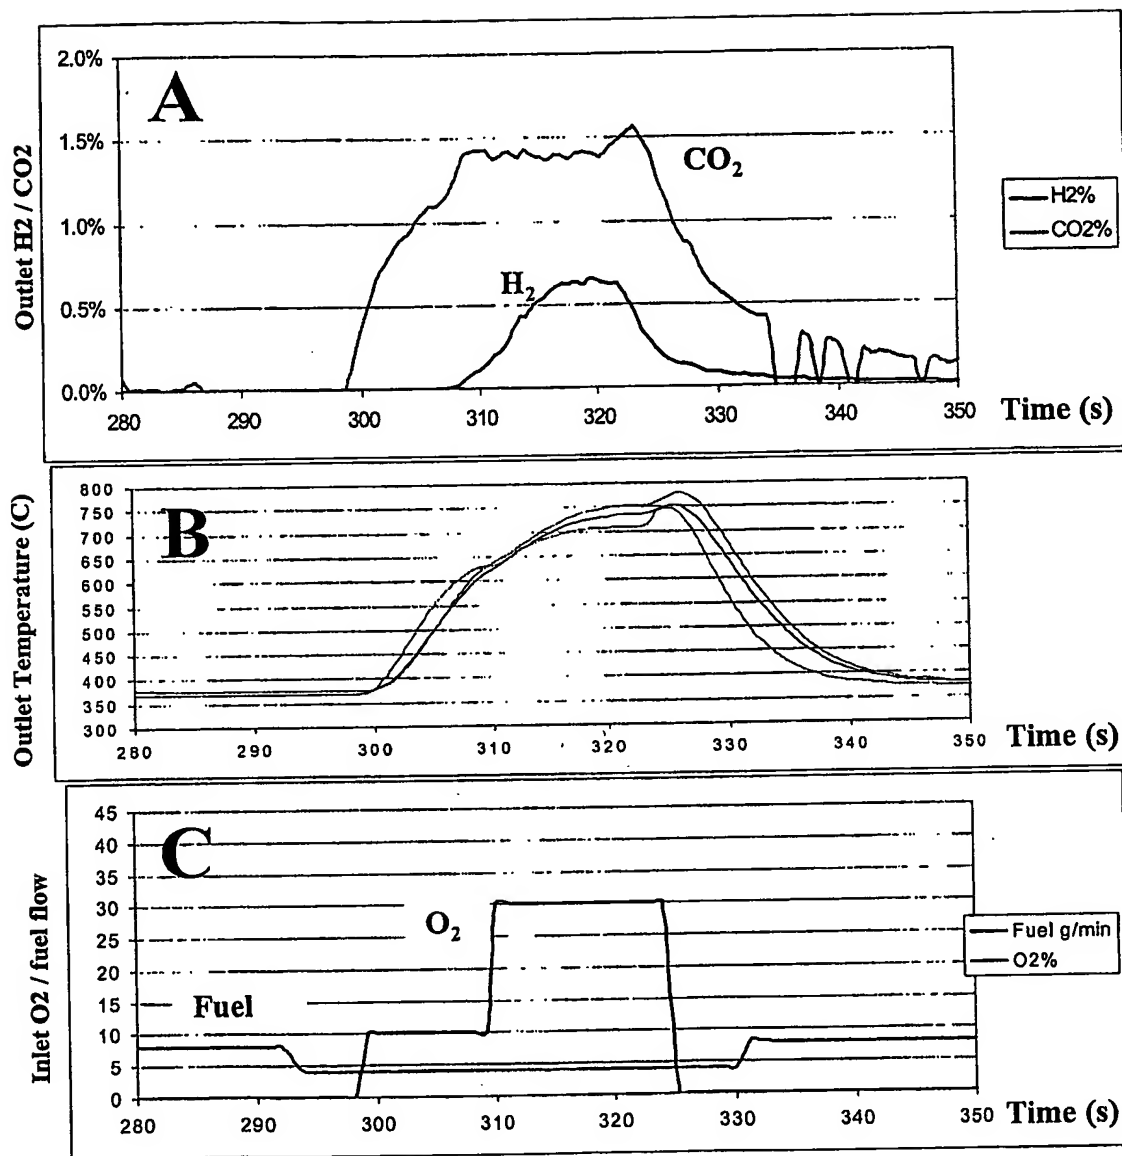 A
Outlet H2 / CO2
2.0%
1.5%
1.0%
0.5%
0.0%
CO2
H2
H2%
CO2%
280 290 300 310 320 330 340 350
Time (s)
B
Outlet Temperature (C)
800
750
700
650
600
550
500
450
400
350
300
280 290 300 310 320 330 340 350
Time (s)
C
Inlet O2 / fuel flow
45
40
35
30
25
20
15
10
5
0
O2
Fuel
Fuel g/min
O2%
280 290 300 310 320 330 340 350
Time (s)